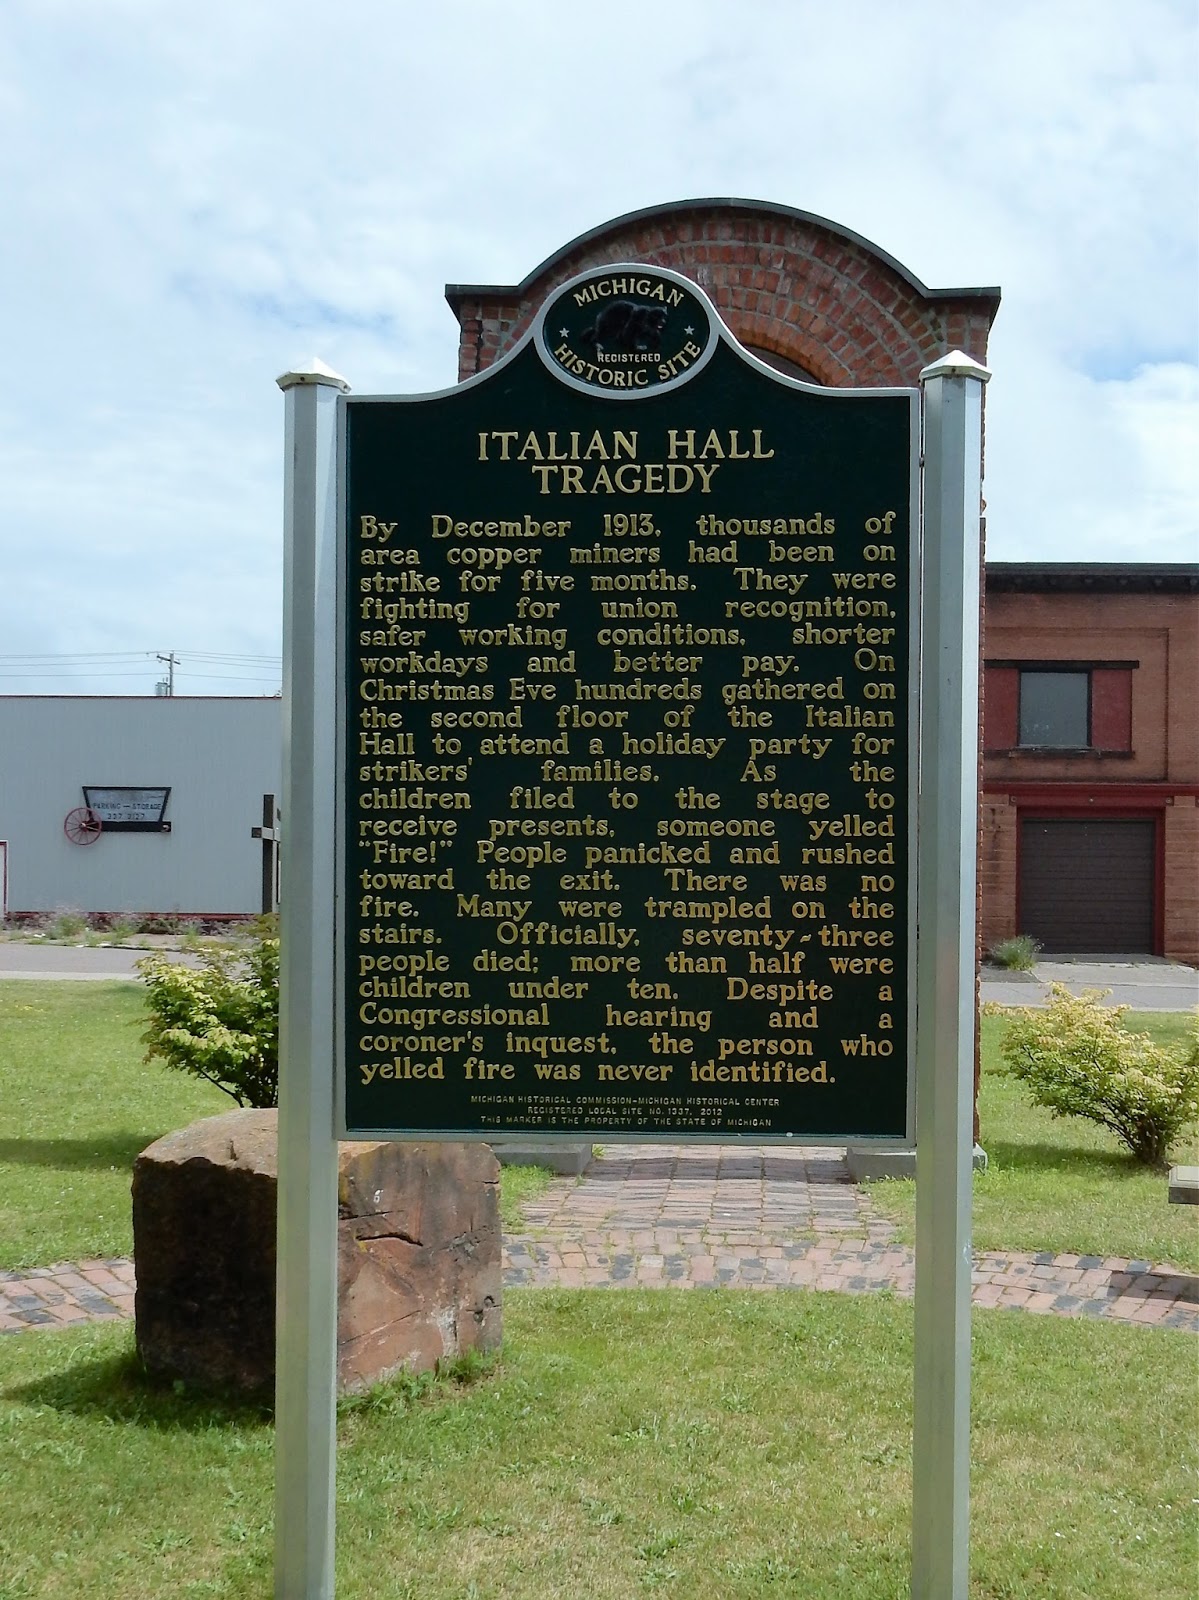 MICHIGAN
REGISTERED
HISTORIC SITE
ITALIAN HALL
TRAGEDY
By December 1913, thousands of
area copper miners had been on
strike for five months. They were
fighting for union recognition,
safer working conditions, shorter
workdays and better pay. On
Christmas Eve hundreds gathered on
the second floor of the Italian
Hall to attend a holiday party for
strikers' families. As the
children filed to the stage to
receive presents, someone yelled
"Fire!" People panicked and rushed
toward the exit. There was no
fire. Many were trampled on the
stairs. Officially, seventy-three
people died; more than half were
children under ten. Despite a
Congressional hearing and a
coroner's inquest, the person who
yelled fire was never identified.
MICHIGAN HISTORICAL COMMISSION-MICHIGAN HISTORICAL CENTER
REGISTERED LOCAL SITE NO. 1337, 2012
THIS MARKER IS THE PROPERTY OF THE STATE OF MICHIGAN
PARKING - STORAGE
337 2127